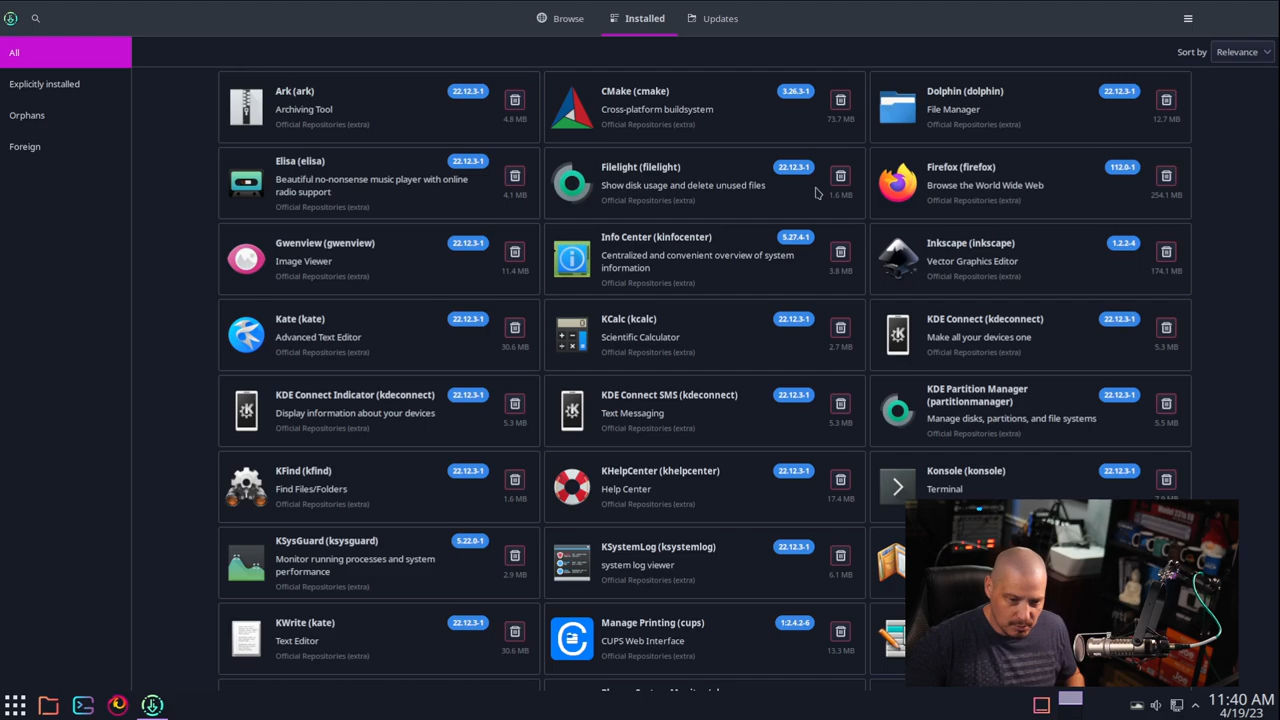 Browse
Installed
Updates
All
Explicitly installed
Orphans
Foreign
Sort by
Relevance
Ark (ark)
22.12.3-1
Archiving Tool
Official Repositories (extra)
4.8 MB
CMake (cmake)
3.26.3-1
Cross-platform buildsystem
Official Repositories (extra)
73.7 MB
Dolphin (dolphin)
22.12.3-1
File Manager
Official Repositories (extra)
12.7 MB
Elisa (elisa)
22.12.3-1
Beautiful no-nonsense music player with online
radio support
Official Repositories (extra)
4.1 MB
Filelight (filelight)
22.12.3-1
Show disk usage and delete unused files
Official Repositories (extra)
1.6 MB
Firefox (firefox)
112.0-1
Browse the World Wide Web
Official Repositories (extra)
254.1 MB
Gwenview (gwenview)
22.12.3-1
Image Viewer
Official Repositories (extra)
11.4 MB
Info Center (kinfocenter)
5.27.4-1
Centralized and convenient overview of system
information
Official Repositories (extra)
3.8 MB
Inkscape (inkscape)
1.2.2-4
Vector Graphics Editor
Official Repositories (extra)
174.1 MB
Kate (kate)
22.12.3-1
Advanced Text Editor
Official Repositories (extra)
30.6 MB
KCalc (kcalc)
22.12.3-1
Scientific Calculator
Official Repositories (extra)
2.7 MB
KDE Connect (kdeconnect)
22.12.3-1
Make all your devices one
Official Repositories (extra)
5.3 MB
KDE Connect Indicator (kdeconnect)
22.12.3-1
Display information about your devices
Official Repositories (extra)
5.3 MB
KDE Connect SMS (kdeconnect)
22.12.3-1
Text Messaging
Official Repositories (extra)
5.3 MB
KDE Partition Manager
(partitionmanager)
22.12.3-1
Manage disks, partitions, and file systems
Official Repositories (extra)
5.5 MB
KFind (kfind)
22.12.3-1
Find Files/Folders
Official Repositories (extra)
1.6 MB
KHelpCenter (khelpcenter)
22.12.3-1
Help Center
Official Repositories (extra)
17.4 MB
Konsole (konsole)
22.12.3-1
Terminal
KSysGuard (ksysguard)
5.22.0-1
Monitor running processes and system
performance
Official Repositories (extra)
2.9 MB
KSystemLog (ksystemlog)
22.12.3-1
system log viewer
Official Repositories (extra)
6.1 MB
KWrite (kate)
22.12.3-1
Text Editor
Official Repositories (extra)
30.6 MB
Manage Printing (cups)
1:2.4.2-6
CUPS Web Interface
Official Repositories (extra)
13.3 MB
11:40 AM
4/19/23